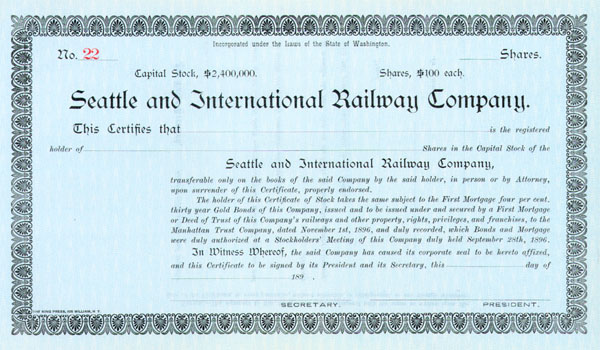 Incorporated under the Laws of the State of Washington.
No. 22 Shares.
Capital Stock, $2,400,000. Shares, $100 each.
Seattle and International Railway Company.
This Certifies that is the registered
holder of Shares in the Capital Stock of the
Seattle and International Railway Company,
transferable only on the books of the said Company by the said holder, in person or by Attorney,
upon surrender of this Certificate, properly endorsed.
The holder of this Certificate of Stock takes the same subject to the First Mortgage four per cent.
thirty year Gold Bonds of this Company, issued and to be issued under and secured by a First Mortgage
or Deed of Trust of this Company's railways and other property, rights, privileges, and franchises, to the
Manhattan Trust Company, dated November 1st, 1896, and duly recorded, which Bonds and Mortgage
were duly authorized at a Stockholders' Meeting of this Company duly held September 28th, 1896.
In Witness Whereof, the said Company has caused its corporate seal to be hereto affixed,
and this Certificate to be signed by its President and its Secretary, this day of
189 .
SECRETARY. PRESIDENT.
KING PRESS, WILLIAM, N. Y.